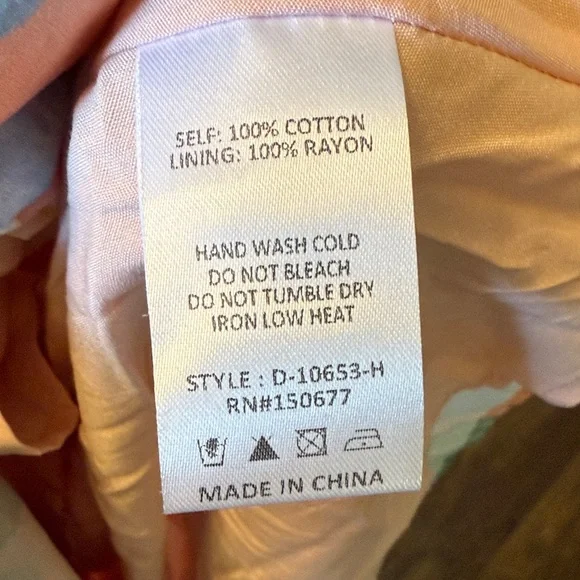 SELF: 100% COTTON
LINING: 100% RAYON
HAND WASH COLD
DO NOT BLEACH
DO NOT TUMBLE DRY
IRON LOW HEAT
STYLE : D-10653-H
RN#150677
MADE IN CHINA